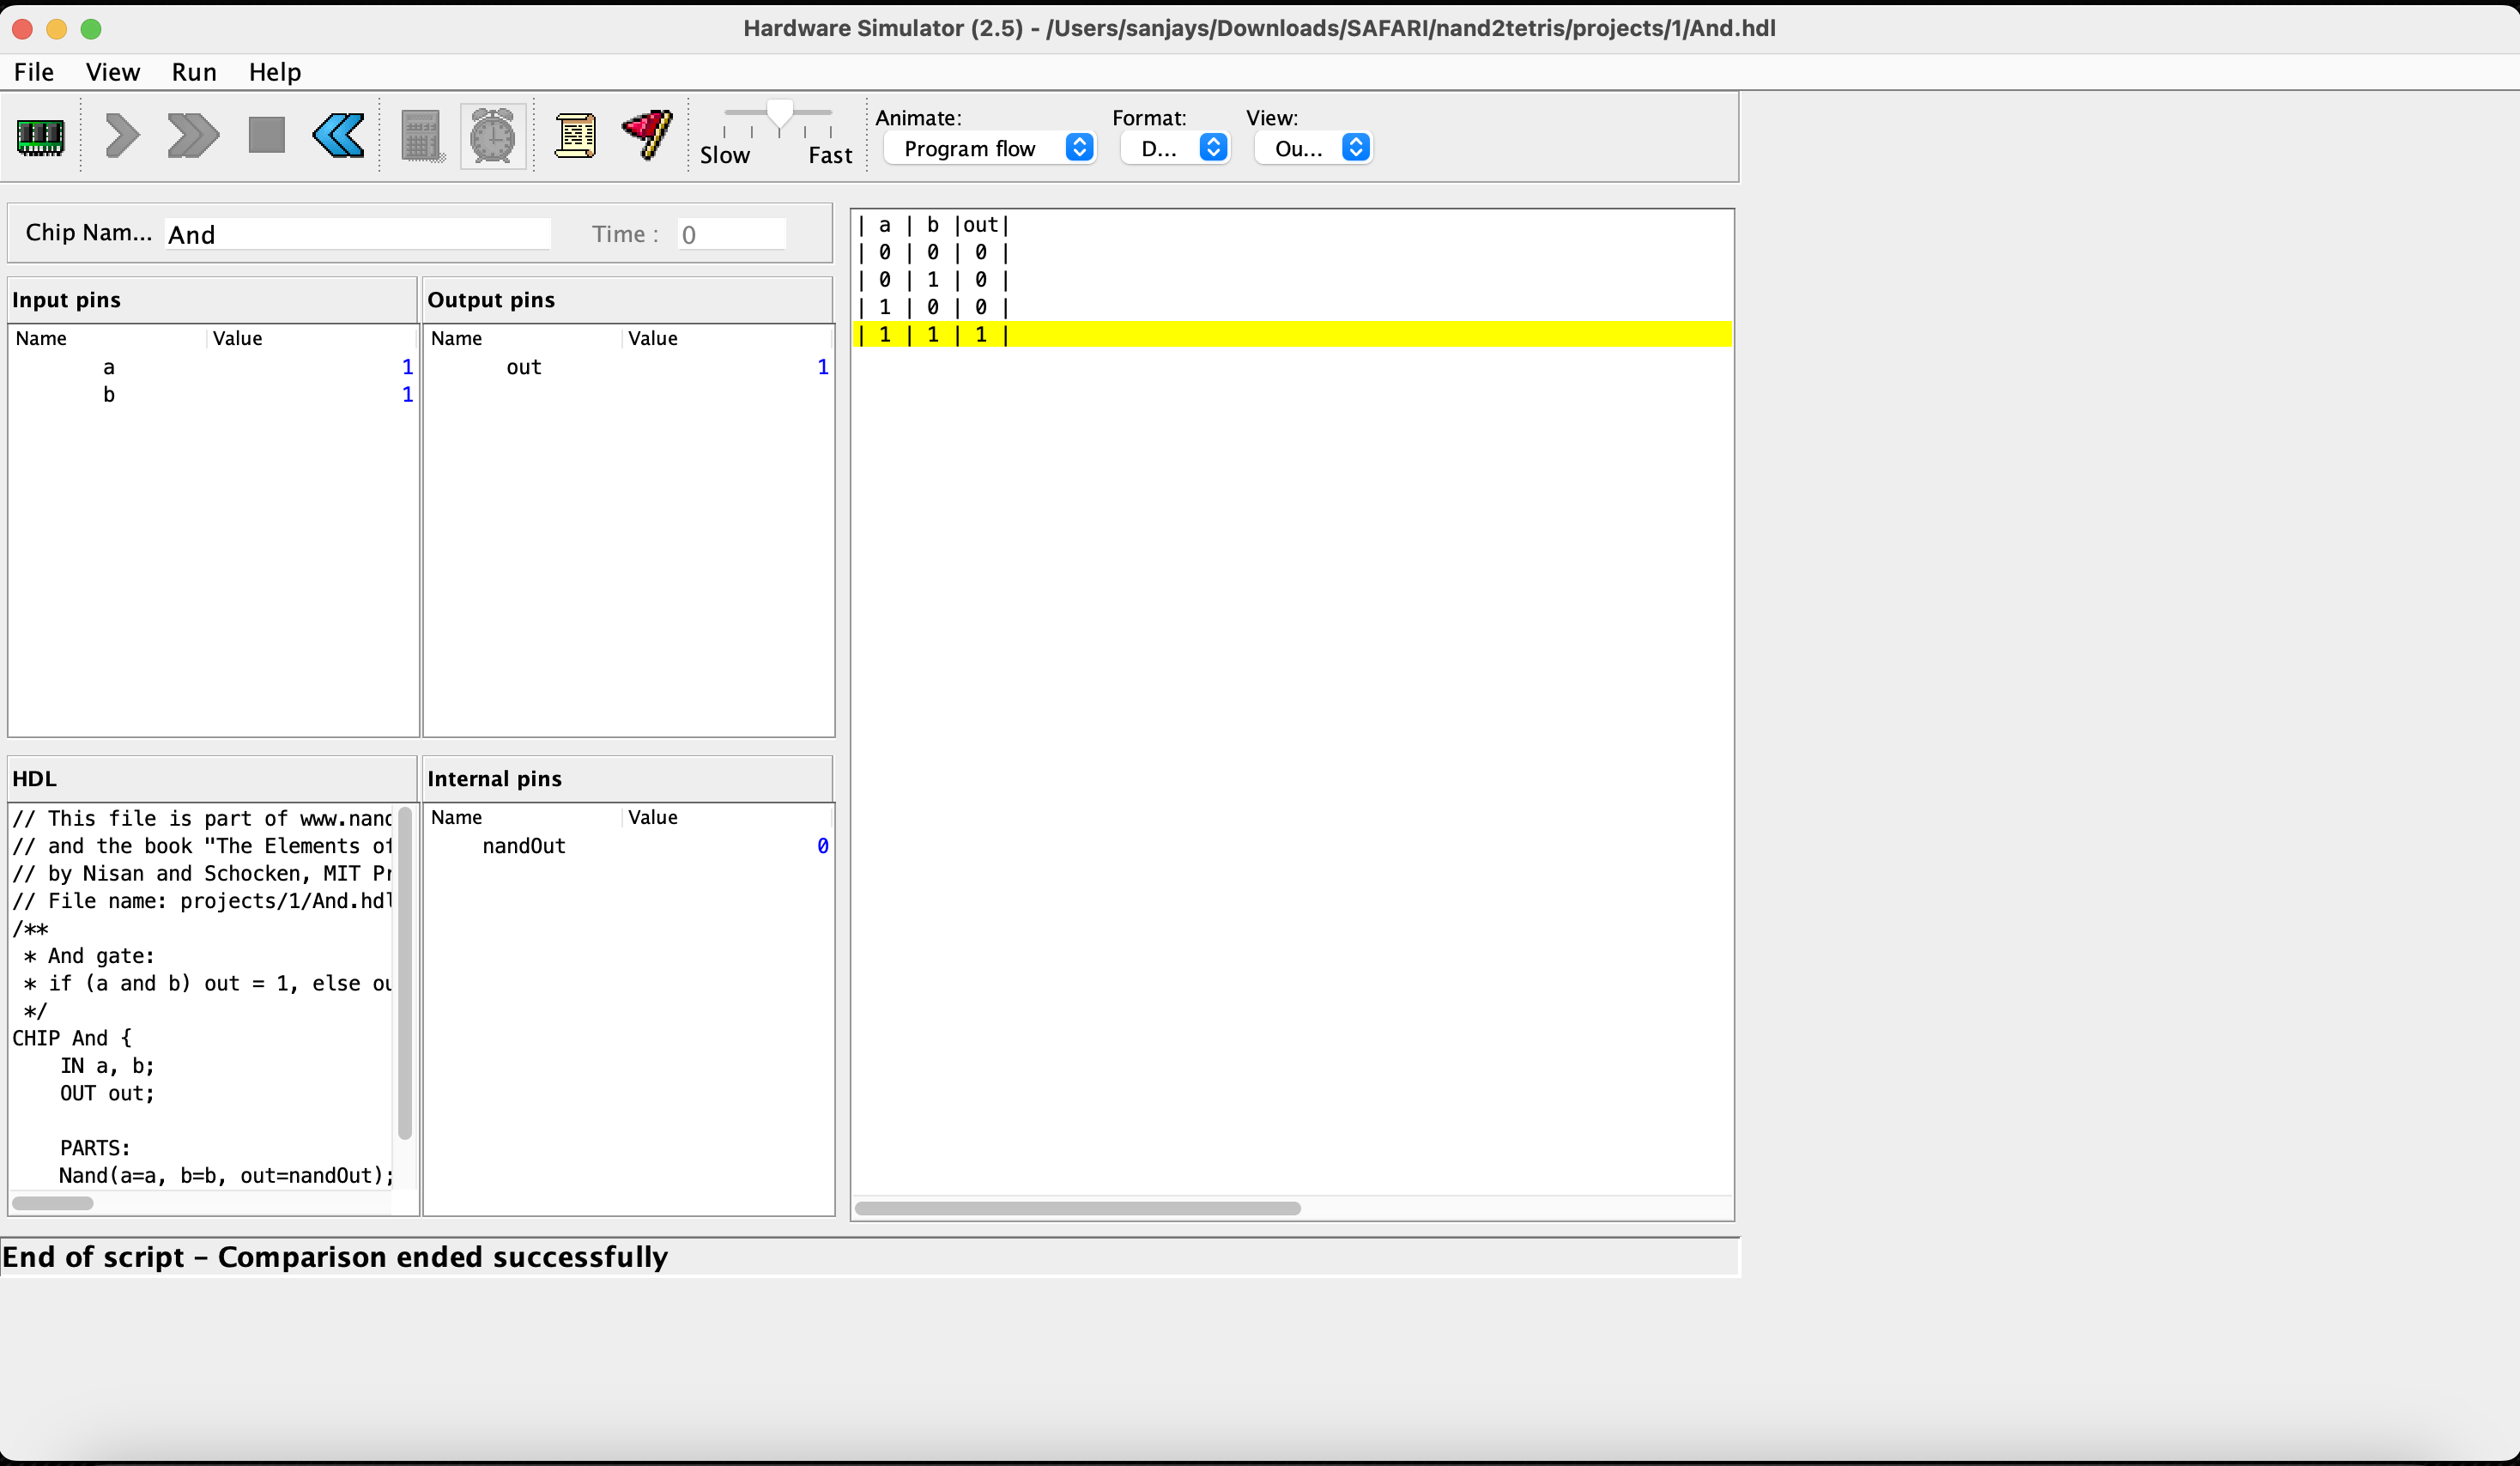 Hardware Simulator (2.5) - /Users/sanjays/Downloads/SAFARI/nand2tetris/projects/1/And.hdl
File View Run Help
Slow Fast
Animate: Format: View:
Program flow D... Ou...
Chip Nam... And Time : 0
Input pins
Name Value
a 1
b 1
Output pins
Name Value
out 1
HDL
// This file is part of www.nand
// and the book "The Elements of
// by Nisan and Schocken, MIT Pr
// File name: projects/1/And.hdl
/**
* And gate:
* if (a and b) out = 1, else ou
*/
CHIP And {
IN a, b;
OUT out;
PARTS:
Nand(a=a, b=b, out=nandOut);
Internal pins
Name Value
nandOut 0
| a | b |out|
| 0 | 0 | 0 |
| 0 | 1 | 0 |
| 1 | 0 | 0 |
| 1 | 1 | 1 |
End of script – Comparison ended successfully